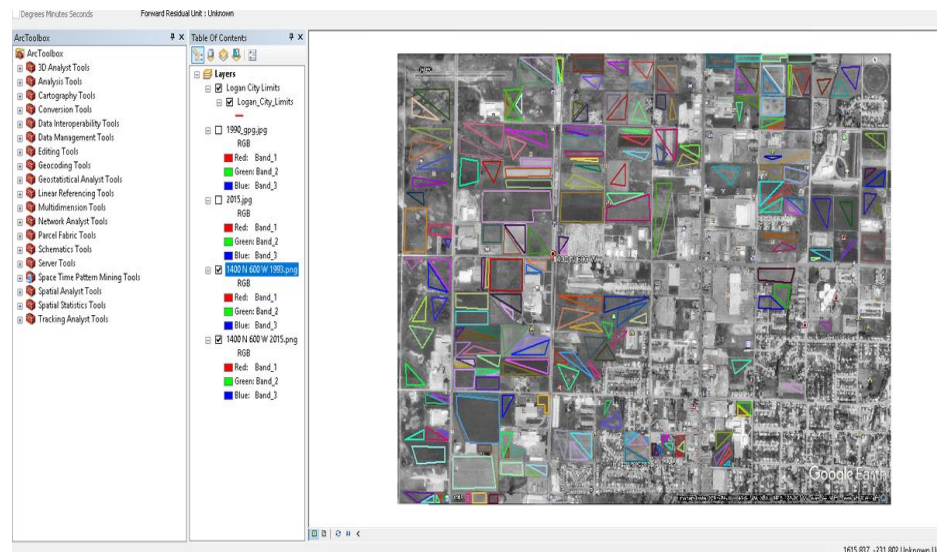 Degrees Minutes Seconds
Forward Residual Unit : Unknown
ArcToolbox
ArcToolbox
3D Analyst Tools
Analysis Tools
Cartography Tools
Conversion Tools
Data Interoperability Tools
Data Management Tools
Editing Tools
Geocoding Tools
Geostatistical Analyst Tools
Linear Referencing Tools
Multidimension Tools
Network Analyst Tools
Parcel Fabric Tools
Schematics Tools
Server Tools
Space Time Pattern Mining Tools
Spatial Analyst Tools
Spatial Statistics Tools
Tracking Analyst Tools
Table Of Contents
Layers
Logan City Limits
Logan_City_Limits
1990_gpg.jpg
RGB
Red: Band_1
Green: Band_2
Blue: Band_3
2015.jpg
RGB
Red: Band_1
Green: Band_2
Blue: Band_3
1400 N 600 W 1993.png
RGB
Red: Band_1
Green: Band_2
Blue: Band_3
1400 N 600 W 2015.png
RGB
Red: Band_1
Green: Band_2
Blue: Band_3
Google Earth
1615.837 -231.802 Unknown U